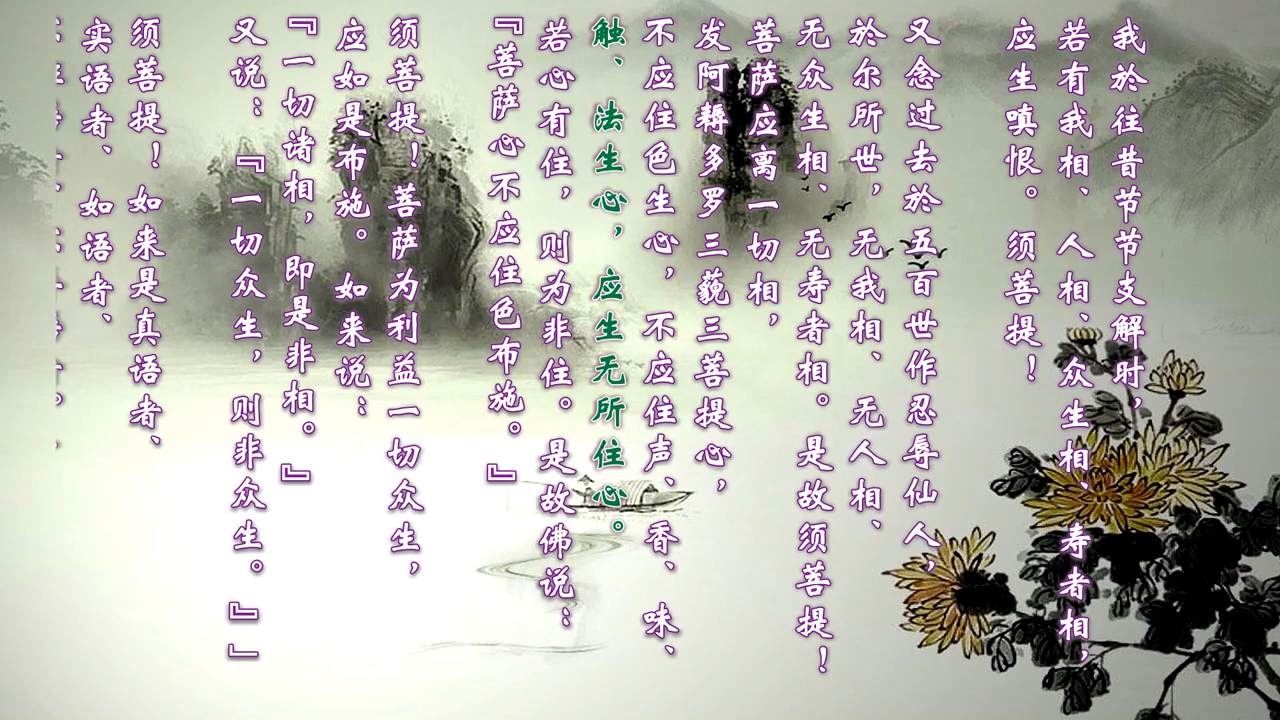 我於往昔节节支解时，
若有我相、人相、众生相、寿者相，
应生嗔恨。须菩提！
又念过去於五百世作忍辱仙人，
於尔所世，无我相、无人相、
无众生相、无寿者相。是故须菩提！
菩萨应离一切相，
发阿耨多罗三藐三菩提心，
不应住色生心，不应住声、香、味、
触、法生心，应生无所住心。
若心有住，则为非住。是故佛说：
『菩萨心不应住色布施。』
须菩提！菩萨为利益一切众生，
应如是布施。如来说：
『一切诸相，即是非相。』
又说：『一切众生，则非众生。』」
须菩提！如来是真语者、
实语者、如语者、